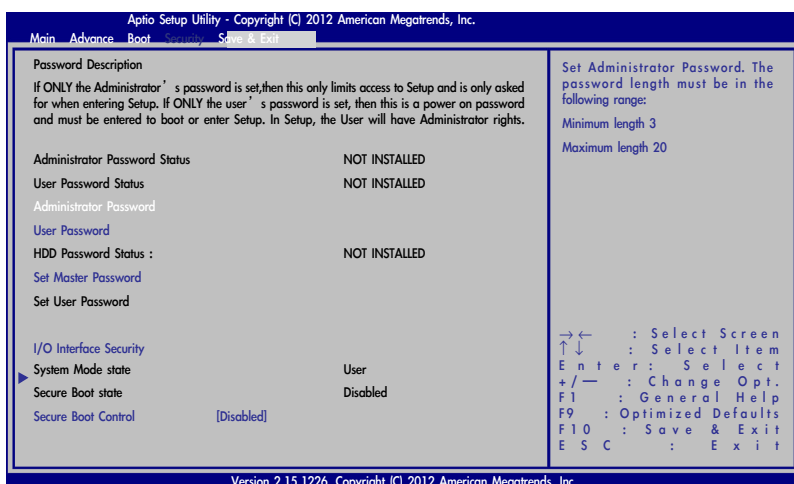 Aptio Setup Utility - Copyright (C) 2012 American Megatrends, Inc.
Main Advance Boot Security Save & Exit
Password Description
If ONLY the Administrator's password is set,then this only limits access to Setup and is only asked
for when entering Setup. If ONLY the user's password is set, then this is a power on password
and must be entered to boot or enter Setup. In Setup, the User will have Administrator rights.
Administrator Password Status NOT INSTALLED
User Password Status NOT INSTALLED
Administrator Password
User Password
HDD Password Status : NOT INSTALLED
Set Master Password
Set User Password
I/O Interface Security
System Mode state User
Secure Boot state Disabled
Secure Boot Control [Disabled]
Set Administrator Password. The
password length must be in the
following range:
Minimum length 3
Maximum length 20
→← : Select Screen
↑↓ : Select Item
Enter: Select
+/— : Change Opt.
F1 : General Help
F9 : Optimized Defaults
F10 : Save & Exit
ESC : Exit
Version 2.15.1226. Copyright (C) 2012 American Megatrends, Inc.